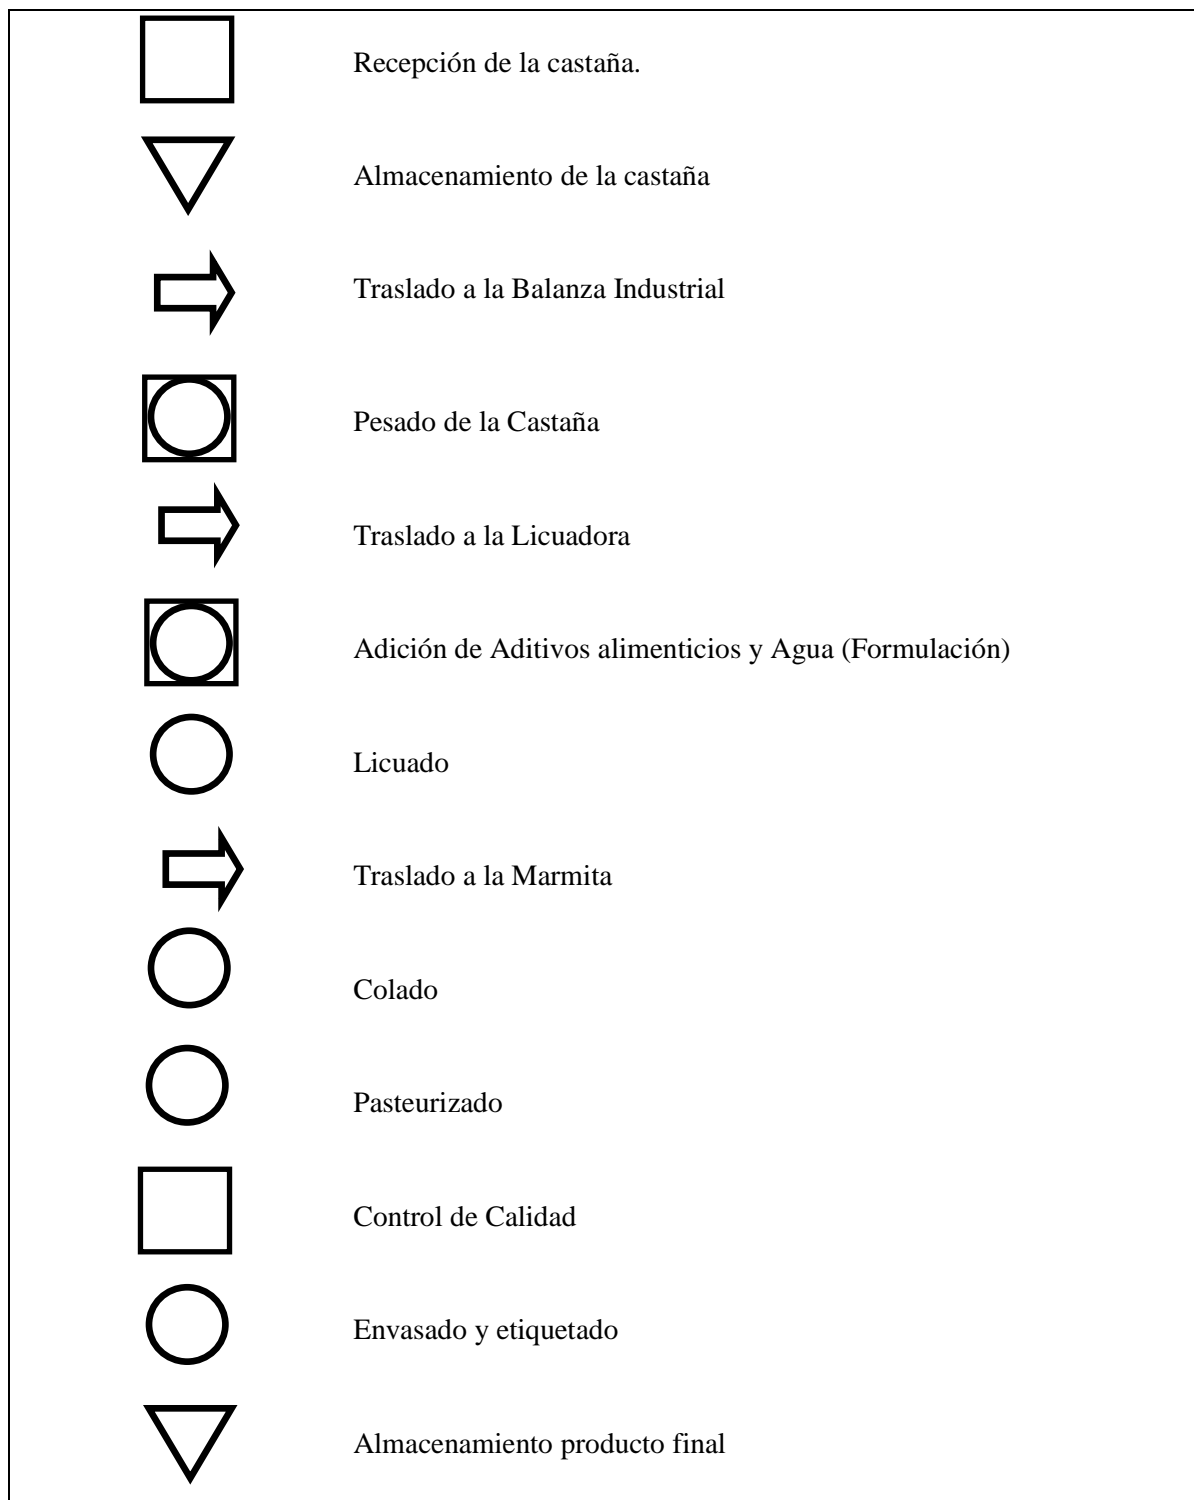 Recepción de la castaña.
Almacenamiento de la castaña
Traslado a la Balanza Industrial
Pesado de la Castaña
Traslado a la Licuadora
Adición de Aditivos alimenticios y Agua (Formulación)
Licuado
Traslado a la Marmita
Colado
Pasteurizado
Control de Calidad
Envasado y etiquetado
Almacenamiento producto final